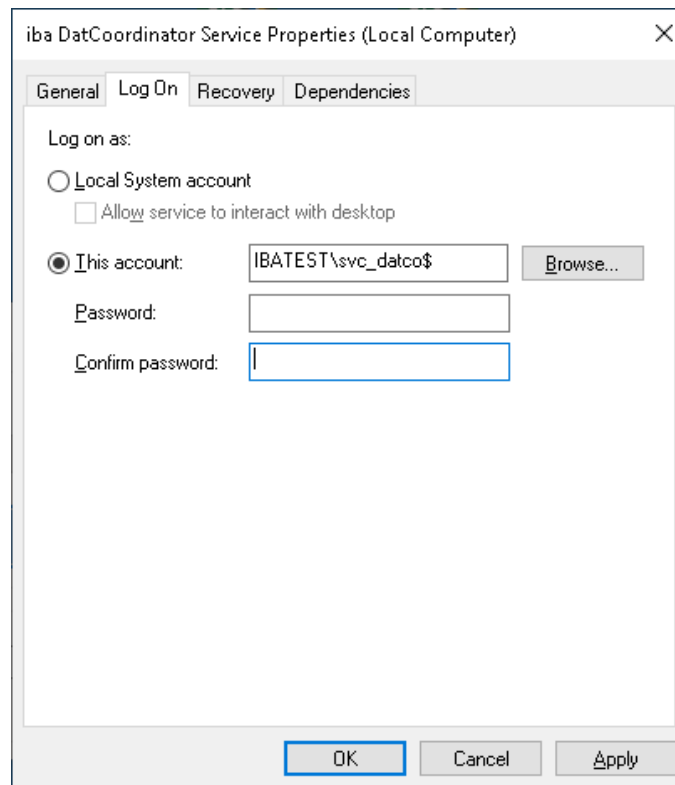 iba DatCoordinator Service Properties (Local Computer)
General Log On Recovery Dependencies
Log on as:
Local System account
Allow service to interact with desktop
This account: IBATEST\svc_datco$ Browse...
Password:
Confirm password:
OK Cancel Apply